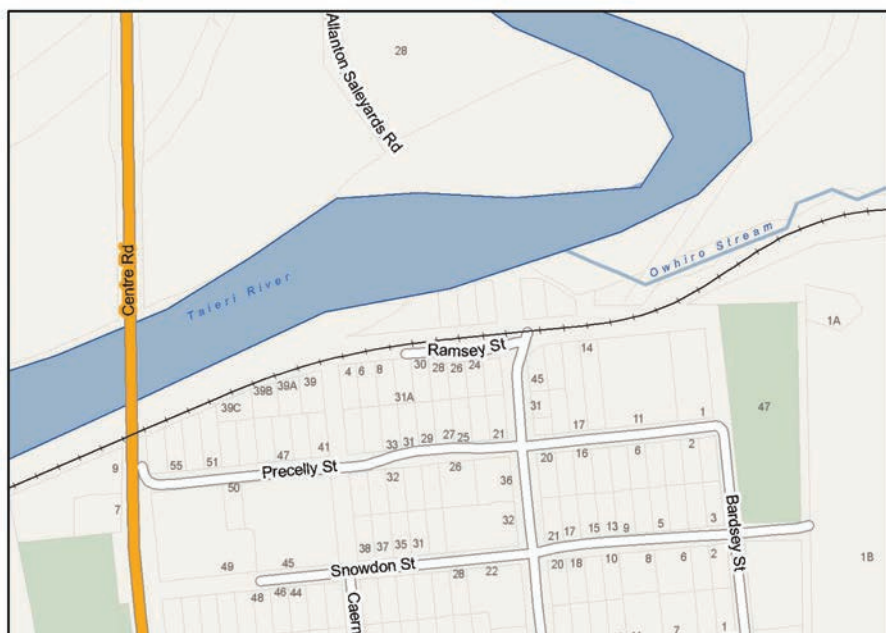 Allanton Saleyards Rd
28
Centre Rd
Taieri River
Owhiro Stream
1A
Ramsey St
14
39C 39B 39A 39 4 6 8 30 28 26 24
45
31A
31
47
9 55 51 47 41 33 31 29 27 25 21 17 11 1
Precelly St
50 32 26 20 16 6 2
7
36
32
Bardsey St
38 37 35 31 21 17 15 13 9 5 3
49 45
Snowdon St
48 46 44 28 22 20 18 10 8 6 2
1B
Caern
7 1